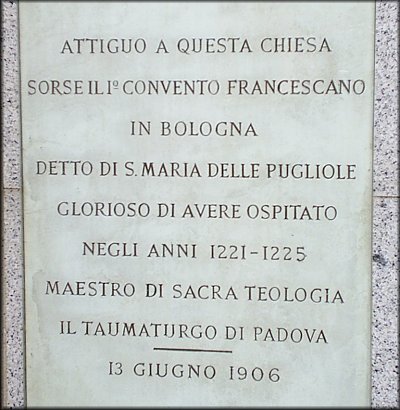 ATTIGUO A QUESTA CHIESA
SORSE IL 1º CONVENTO FRANCESCANO
IN BOLOGNA
DETTO DI S. MARIA DELLE PUGLIOLE
GLORIOSO DI AVERE OSPITATO
NEGLI ANNI 1221-1225
MAESTRO DI SACRA TEOLOGIA
IL TAUMATURGO DI PADOVA
13 GIUGNO 1906